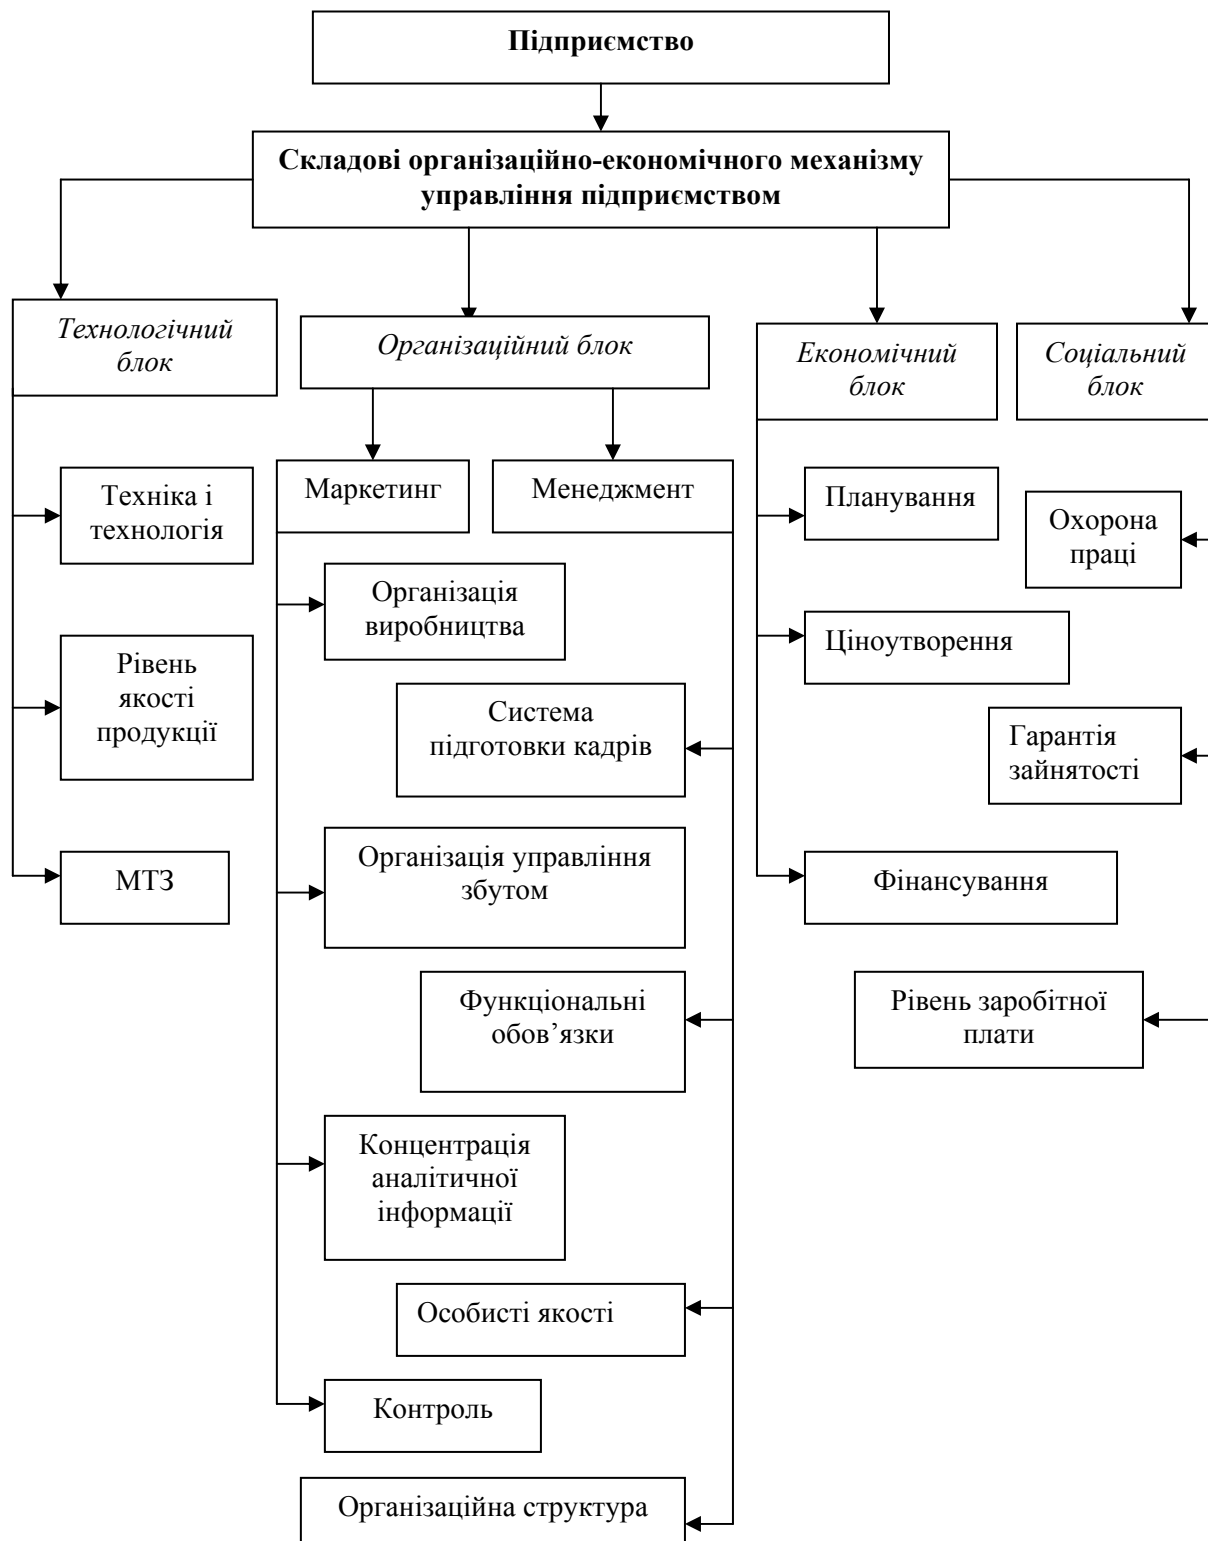 Підприємство
Складові організаційно-економічного механізму
управління підприємством
Технологічний
блок
Організаційний блок
Економічний
блок
Соціальний
блок
Техніка і
технологія
Маркетинг
Менеджмент
Планування
Охорона
праці
Організація
виробництва
Ціноутворення
Рівень
якості
продукції
Система
підготовки кадрів
Гарантія
зайнятості
МТЗ
Організація управління
збутом
Фінансування
Функціональні
обов’язки
Рівень заробітної
плати
Концентрація
аналітичної
інформації
Особисті якості
Контроль
Організаційна структура